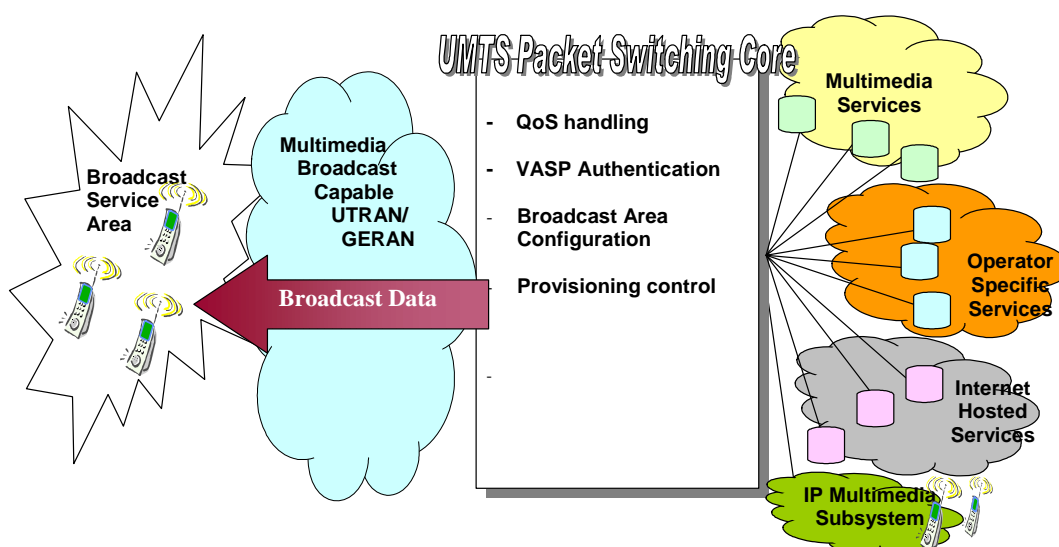 UMTS Packet Switching Core
Broadcast
Service
Area
Multimedia
Broadcast
Capable
UTRAN/
GERAN
Broadcast Data
- QoS handling
- VASP Authentication
- Broadcast Area
Configuration
- Provisioning control
-
Multimedia
Services
Operator
Specific
Services
Internet
Hosted
Services
IP Multimedia
Subsystem